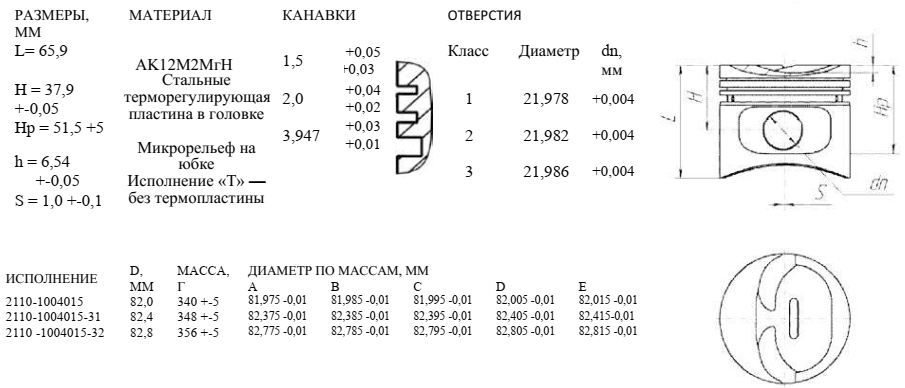 РАЗМЕРЫ, ММ
L= 65,9
H = 37,9 +-0,05
Hp = 51,5 +5
h = 6,54 +-0,05
S = 1,0 +-0,1
МАТЕРИАЛ
АК12М2МгН
Стальные
терморегулирующая
пластина в головке
Микрорельеф на
юбке
Исполнение «Т» —
без термопластины
КАНАВКИ
1,5 +0,05 +0,03
2,0 +0,04 +0,02
3,947 +0,03 +0,01
ОТВЕРСТИЯ
Класс Диаметр dn, мм
1 21,978 +0,004
2 21,982 +0,004
3 21,986 +0,004
h
L
H
Hp
S
dn
ИСПОЛНЕНИЕ D, ММ МАССА, Г ДИАМЕТР ПО МАССАМ, ММ
A B C D E
2110-1004015 82,0 340 +-5 81,975 -0,01 81,985 -0,01 81,995 -0,01 82,005 -0,01 82,015 -0,01
2110-1004015-31 82,4 348 +-5 82,375 -0,01 82,385 -0,01 82,395 -0,01 82,405 -0,01 82,415-0,01
2110 -1004015-32 82,8 356 +-5 82,775 -0,01 82,785 -0,01 82,795 -0,01 82,805 -0,01 82,815 -0,01